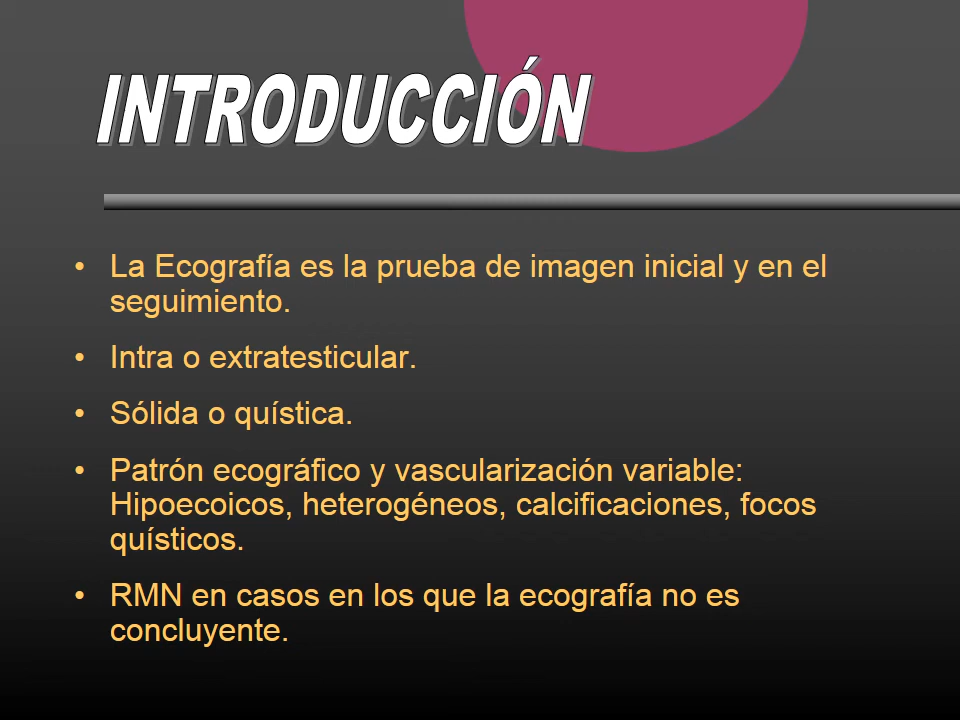 INTRODUCCIÓN
• La Ecografía es la prueba de imagen inicial y en el
seguimiento.
• Intra o extratesticular.
• Sólida o quística.
• Patrón ecográfico y vascularización variable:
Hipoecoicos, heterogéneos, calcificaciones, focos
quísticos.
• RMN en casos en los que la ecografía no es
concluyente.